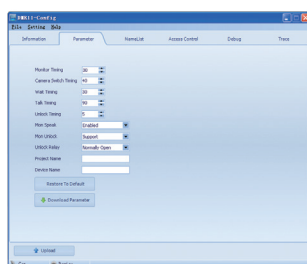 File Setting Help
Information Parameter NameList Access Control Debug Trace
Monitor Timing 30
Camera Switch Timing 40
Wait Timing 30
Talk Timing 90
Unlock Timing 5
Mon Speak Enabled
Mon Unlock Support
Unlock Relay Normally Open
Project Name
Device Name
Restore To Default
Download Parameter
Upload